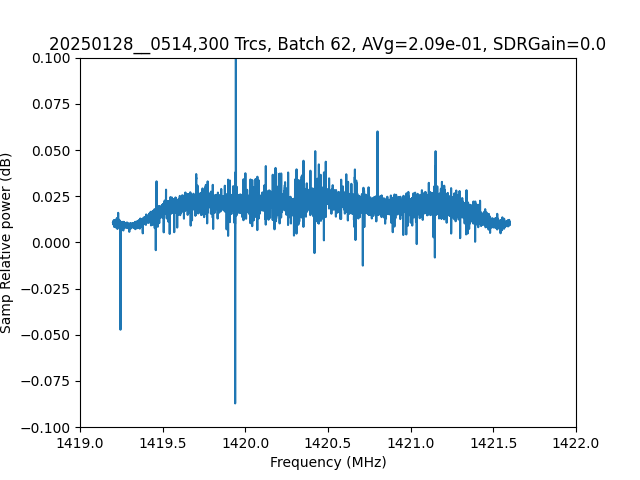 20250128__0514,300 Trcs, Batch 62, AVg=2.09e-01, SDRGain=0.0
Samp Relative power (dB)
0.100
0.075
0.050
0.025
0.000
−0.025
−0.050
−0.075
−0.100
1419.0 1419.5 1420.0 1420.5 1421.0 1421.5 1422.0
Frequency (MHz)